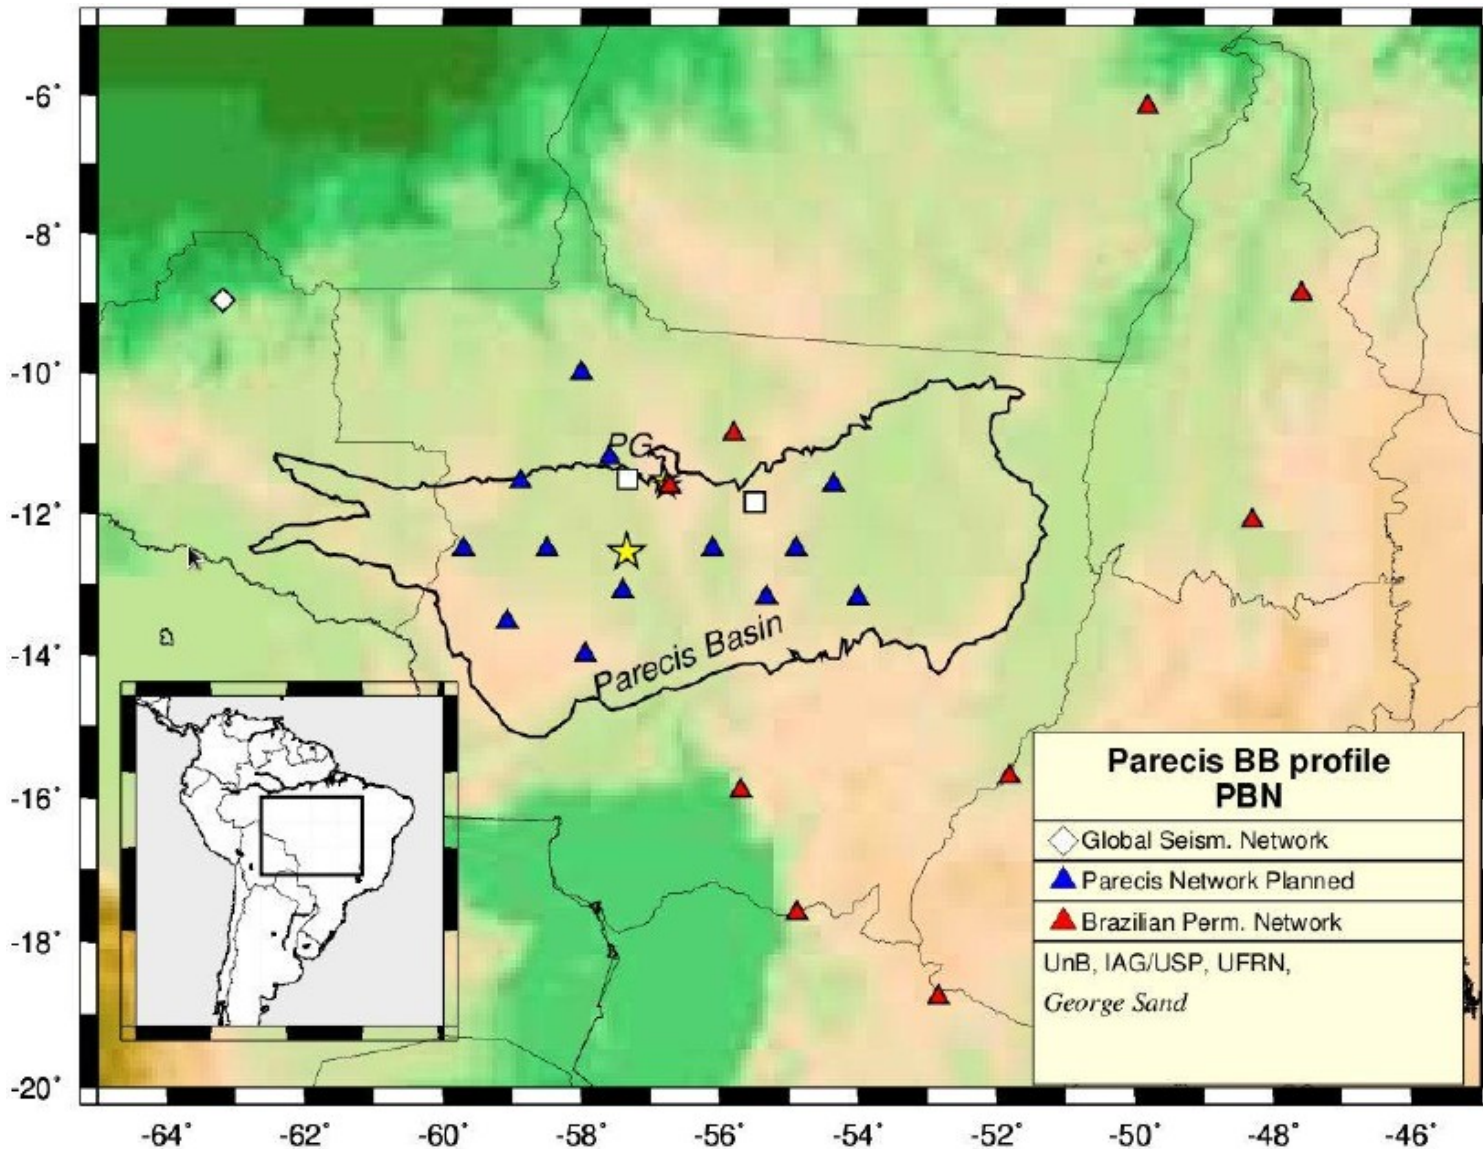 -6°
-8°
-10°
-12°
-14°
-16°
-18°
-20°
PG
Parecis Basin
Parecis BB profile
PBN
Global Seism. Network
Parecis Network Planned
Brazilian Perm. Network
UnB, IAG/USP, UFRN,
George Sand
-64° -62° -60° -58° -56° -54° -52° -50° -48° -46°